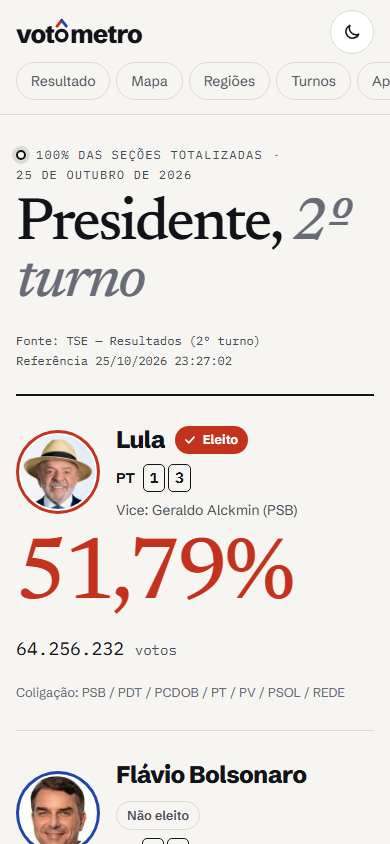 votômetro
Resultado Mapa Regiões Turnos Ap
100% DAS SEÇÕES TOTALIZADAS ·
25 DE OUTUBRO DE 2026
Presidente, 2º
turno
Fonte: TSE — Resultados (2º turno)
Referência 25/10/2026 23:27:02
Lula ✓ Eleito
PT 1 3
Vice: Geraldo Alckmin (PSB)
51,79%
64.256.232 votos
Coligação: PSB / PDT / PCDOB / PT / PV / PSOL / REDE
Flávio Bolsonaro
Não eleito